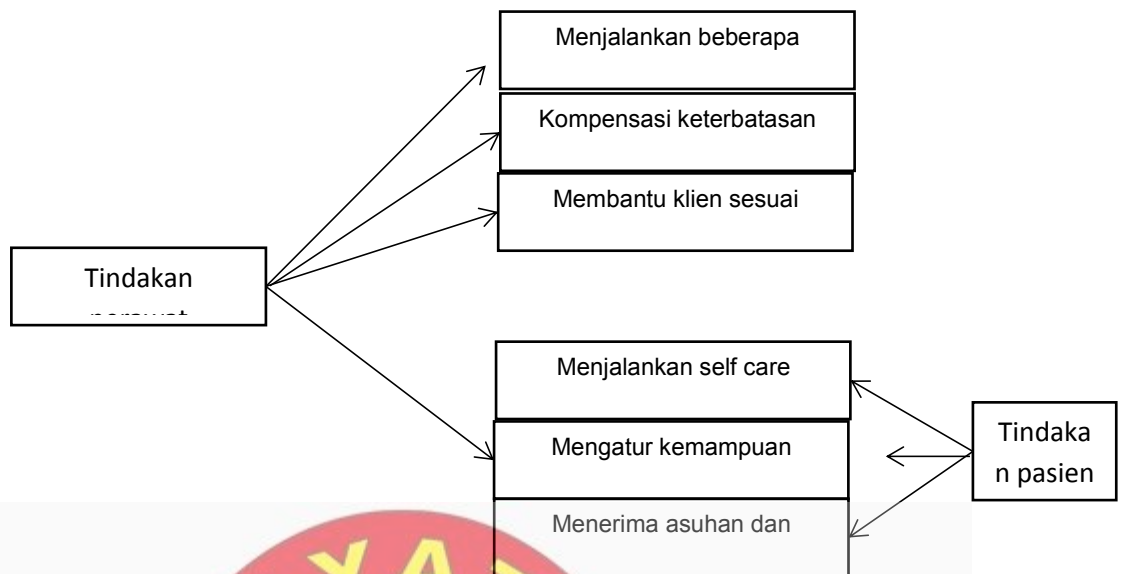 Menjalankan beberapa
Kompensasi keterbatasan
Membantu klien sesuai
Tindakan
Menjalankan self care
Mengatur kemampuan
Tindaka
n pasien
Menerima asuhan dan